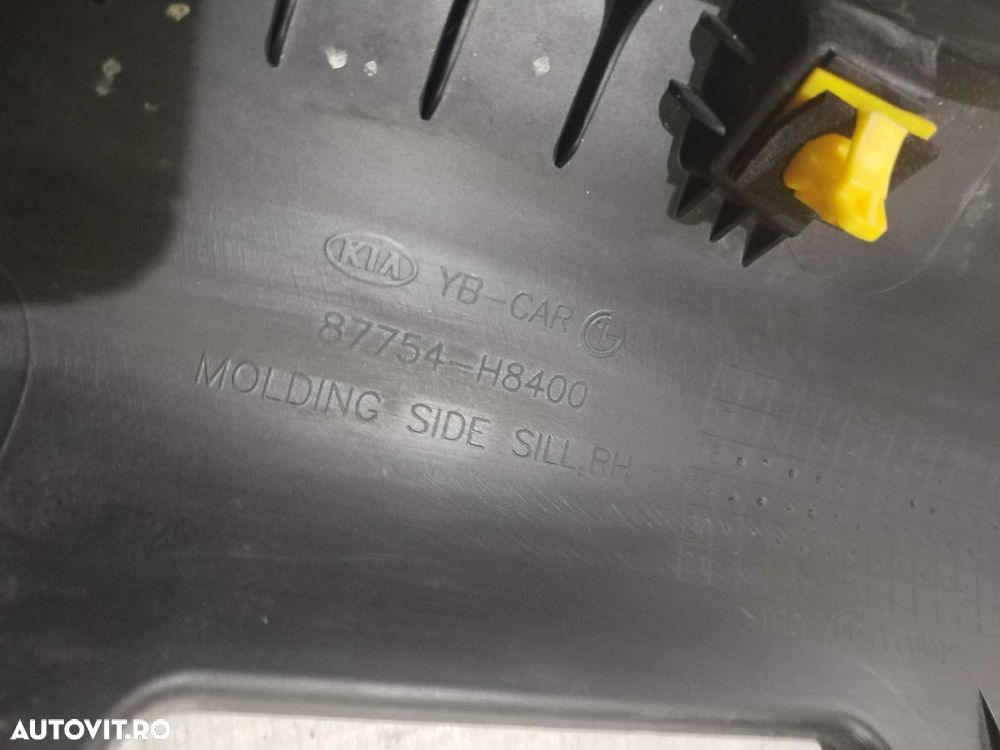 KIA YB-CAR
87754-H8400
MOLDING SIDE SILL,RH
AUTOVIT.RO